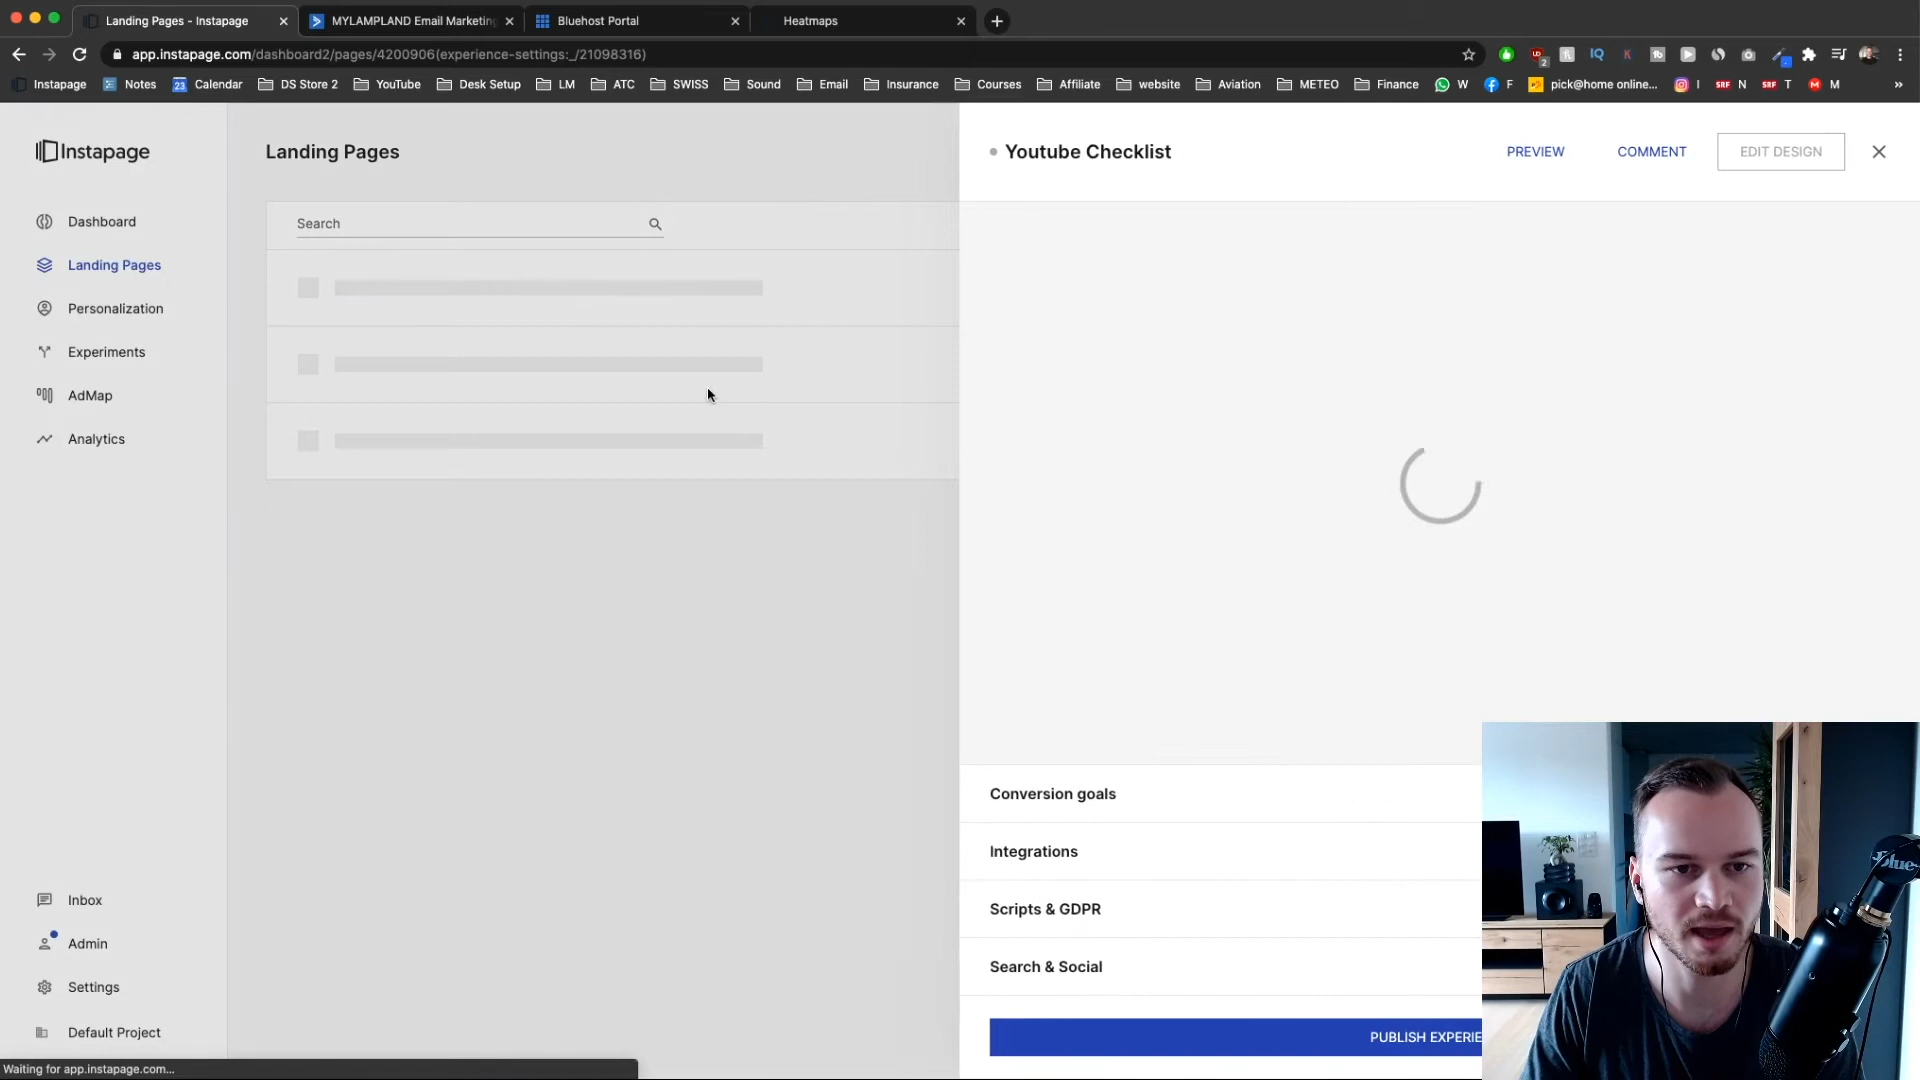 Landing Pages - Instapage
MYLAMPLAND Email Marketing
Bluehost Portal
Heatmaps
app.instapage.com/dashboard2/pages/4200906(experience-settings:_/21098316)
Instapage
Notes
23 Calendar
DS Store 2
YouTube
Desk Setup
LM
ATC
SWISS
Sound
Email
Insurance
Courses
Affiliate
website
Aviation
METEO
Finance
W
F
pick@home online...
I
SRF N
SRF T
M
»
Instapage
Landing Pages
Youtube Checklist
PREVIEW
COMMENT
EDIT DESIGN
Dashboard
Search
Landing Pages
Personalization
Experiments
AdMap
Analytics
Conversion goals
Integrations
Inbox
Scripts & GDPR
Admin
Search & Social
Settings
Default Project
PUBLISH EXPERIE
Waiting for app.instapage.com...
Blue